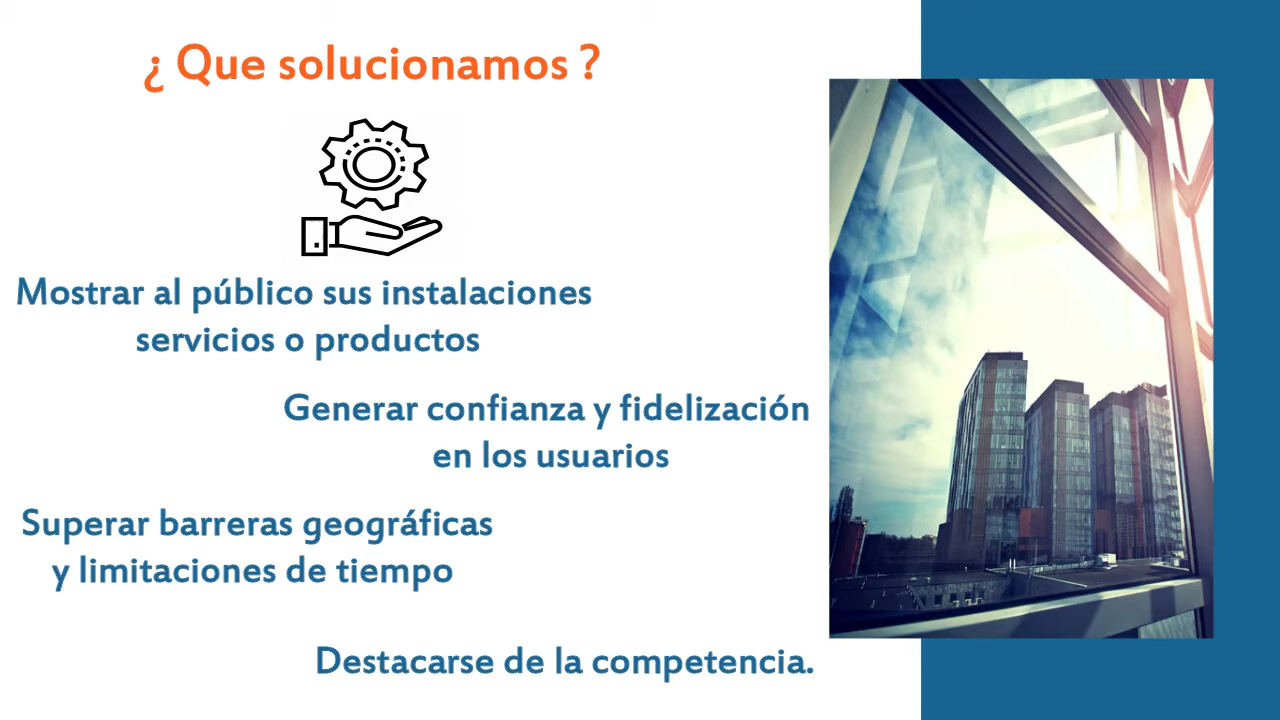 ¿ Que solucionamos ?
Mostrar al público sus instalaciones
servicios o productos
Generar confianza y fidelización
en los usuarios
Superar barreras geográficas
y limitaciones de tiempo
Destacarse de la competencia.